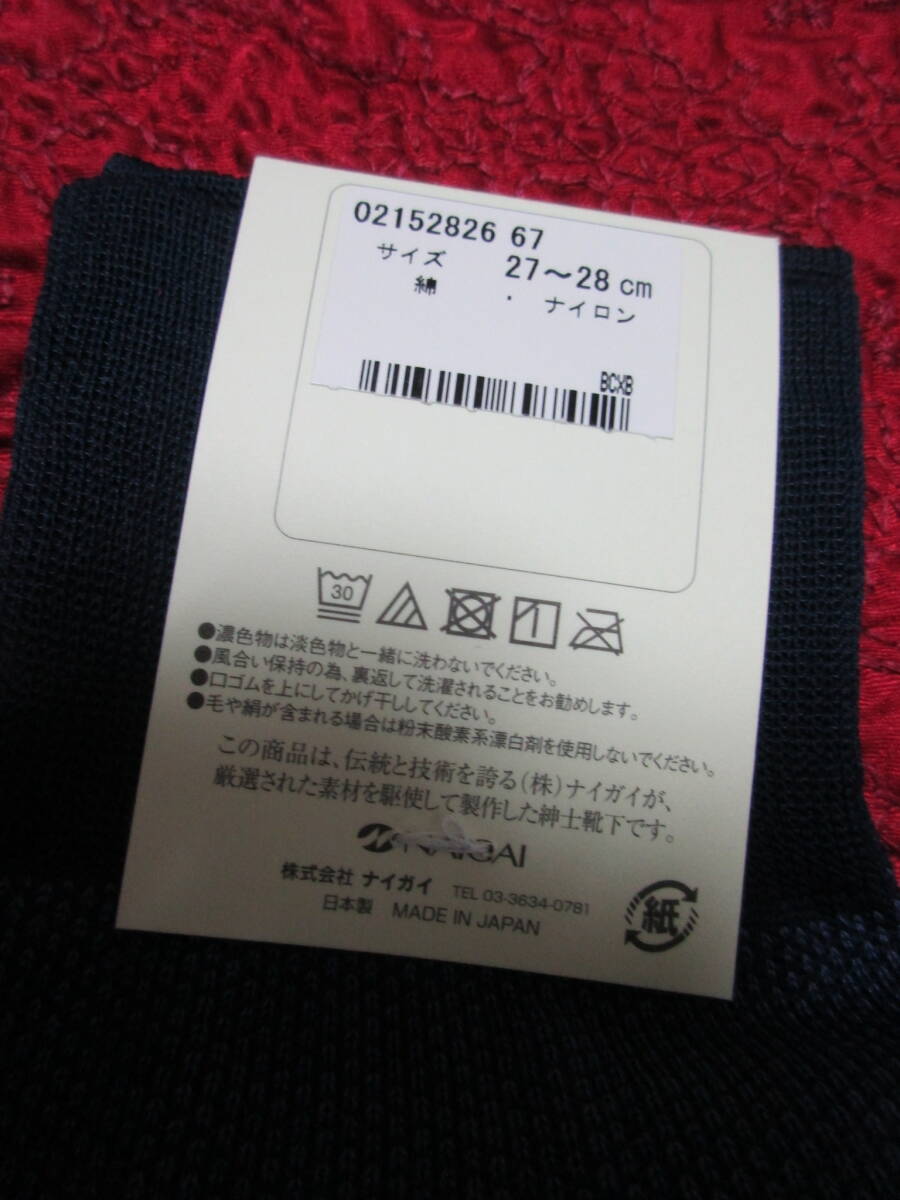 02152826 67
サイズ 27～28 cm
綿 ・ ナイロン
BCXB
30
●濃色物は淡色物と一緒に洗わないでください。
●風合い保持の為、裏返して洗濯されることをお勧めします。
●口ゴムを上にしてかげ干ししてください。
●毛や絹が含まれる場合は粉末酸素系漂白剤を使用しないでください。
この商品は、伝統と技術を誇る(株)ナイガイが、
厳選された素材を駆使して製作した紳士靴下です。
NAIGAI
株式会社 ナイガイ TEL 03-3634-0781
日本製 MADE IN JAPAN
紙